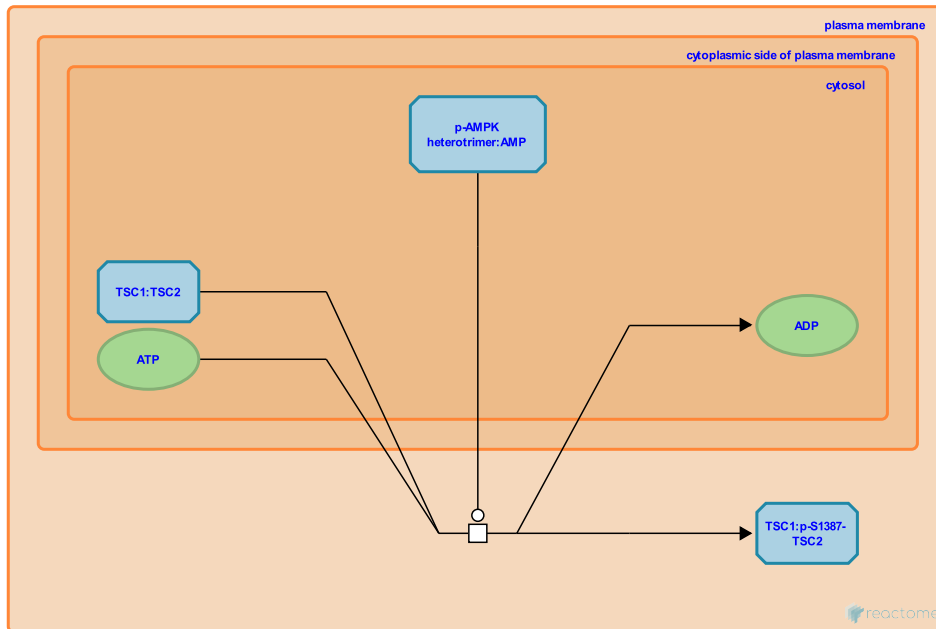 plasma membrane
cytoplasmic side of plasma membrane
cytosol
p-AMPK
heterotrimer:AMP
TSC1:TSC2
ATP
ADP
TSC1:p-S1387-
TSC2
reactome